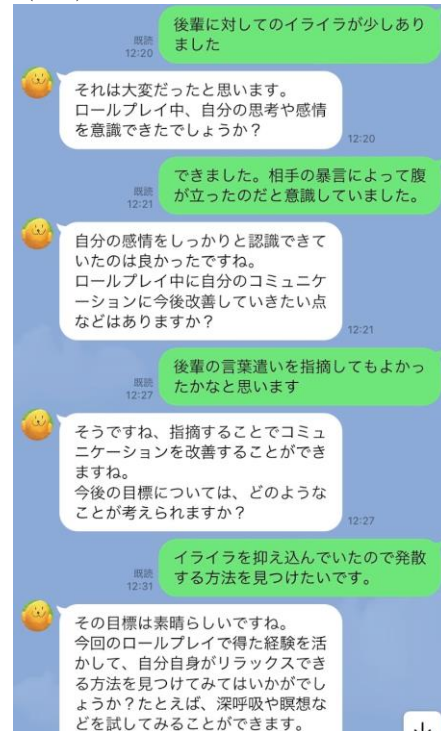 後輩に対してのイライラが少しあり
ました
既読
12:20
それは大変だったと思います。
ロールプレイ中、自分の思考や感情
を意識できたでしょうか？
12:20
できました。相手の暴言によって腹
が立ったのだと意識していました。
既読
12:21
自分の感情をしっかりと認識できて
いたのは良かったですね。
ロールプレイ中に自分のコミュニケ
ーションに今後改善していきたい点
などはありますか？
12:21
後輩の言葉遣いを指摘してもよかっ
たかなと思います
既読
12:27
そうですね、指摘することでコミュ
ニケーションを改善することができ
ますね。
今後の目標については、どのような
ことが考えられますか？
12:27
イライラを抑え込んでいたので発散
する方法を見つけたいです。
既読
12:31
その目標は素晴らしいですね。
今回のロールプレイで得た経験を活
かして、自分自身がリラックスでき
る方法を見つけてみてはいかがでし
ょうか？たとえば、深呼吸や瞑想な
どを試してみることができます。